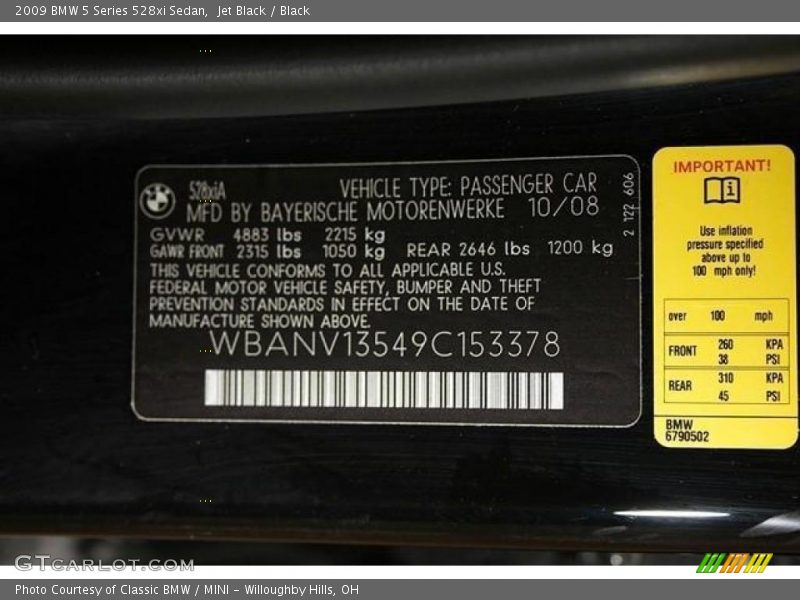 2009 BMW 5 Series 528xi Sedan, Jet Black / Black
528xiA
VEHICLE TYPE: PASSENGER CAR
MFD BY BAYERISCHE MOTORENWERKE 10/08
GVWR 4883 lbs 2215 kg
GAWR FRONT 2315 lbs 1050 kg REAR 2646 lbs 1200 kg
THIS VEHICLE CONFORMS TO ALL APPLICABLE U.S.
FEDERAL MOTOR VEHICLE SAFETY, BUMPER AND THEFT
PREVENTION STANDARDS IN EFFECT ON THE DATE OF
MANUFACTURE SHOWN ABOVE.
WBANV13549C153378
2 122 606
IMPORTANT!
Use inflation
pressure specified
above up to
100 mph only!
over 100 mph
FRONT 260 KPA
38 PSI
REAR 310 KPA
45 PSI
BMW
6790502
GTCARLOT.COM
Photo Courtesy of Classic BMW / MINI - Willoughby Hills, OH